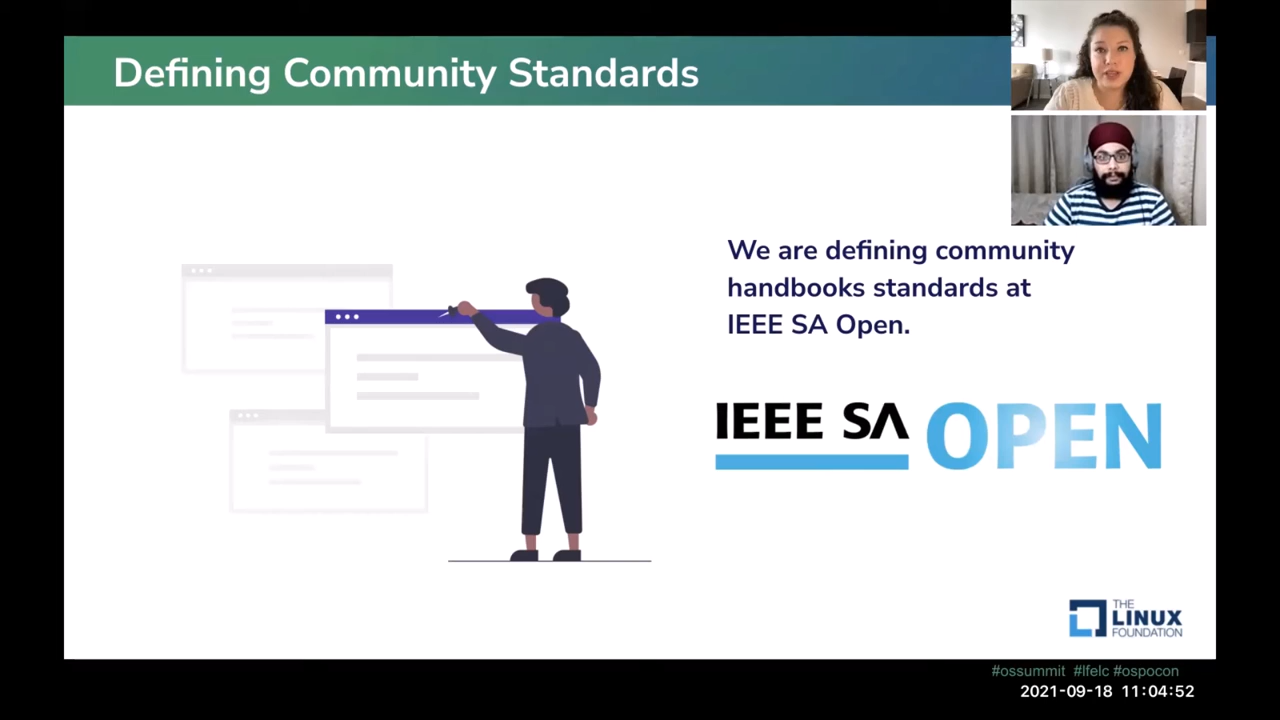 Defining Community Standards
We are defining community
handbooks standards at
IEEE SA Open.
IEEE SA OPEN
THE
LINUX
FOUNDATION
#ossummit #lfelc #ospocon
2021-09-18 11:04:52